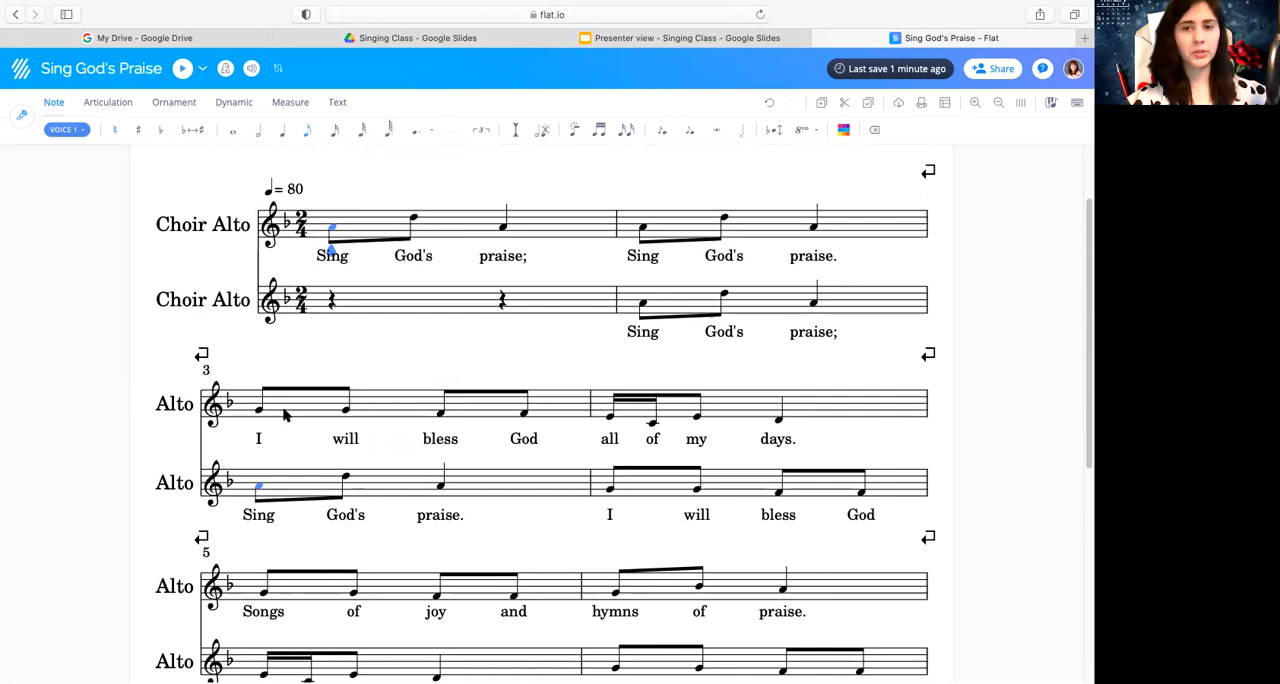 flat.io
My Drive - Google Drive
Singing Class - Google Slides
Presenter view - Singing Class - Google Slides
Sing God's Praise - Flat
Sing God's Praise
Last save 1 minute ago
Share
Note
Articulation
Ornament
Dynamic
Measure
Text
VOICE 1
= 80
Choir Alto
Sing God's praise; Sing God's praise.
Choir Alto
Sing God's praise;
3
Alto
I will bless God all of my days.
Alto
Sing God's praise. I will bless God
5
Alto
Songs of joy and hymns of praise.
Alto